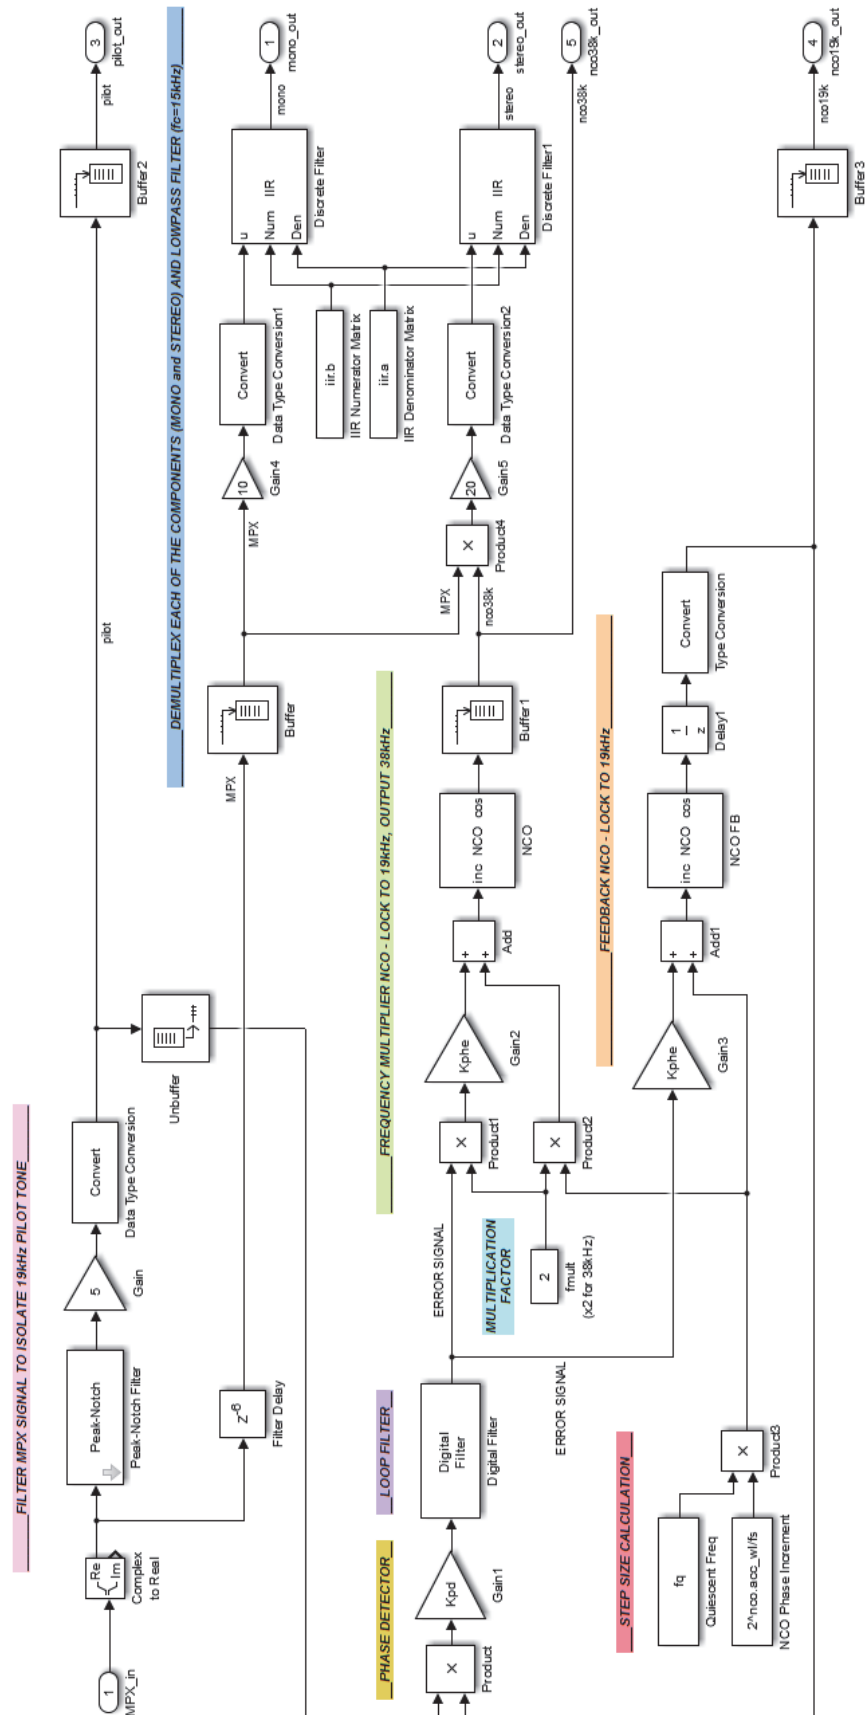 FILTER MPX SIGNAL TO ISOLATE 19kHz PILOT TONE
1
MPX_in
Re
Im
Complex
to Real
Peak-Notch
Peak-Notch Filter
5
Gain
Convert
Data Type Conversion
Unbuffer
pilot
Buffer2
pilot
3
pilot_out
z-6
Filter Delay
MPX
Buffer
DEMULTIPLEX EACH OF THE COMPONENTS (MONO and STEREO) AND LOWPASS FILTER (fc=15kHz)
MPX
10
Gain4
Convert
Data Type Conversion1
u
Num
Den
IIR
Discrete Filter
mono
1
mono_out
iir.b
IIR Numerator Matrix
iir.a
IIR Denominator Matrix
MPX
nco38k
×
Product4
20
Gain5
Convert
Data Type Conversion2
u
Num
Den
IIR
Discrete Filter1
stereo
2
stereo_out
nco38k
5
nco38k_out
PHASE DETECTOR
×
Product
Kpd
Gain1
LOOP FILTER
Digital
Filter
Digital Filter
ERROR SIGNAL
ERROR SIGNAL
FREQUENCY MULTIPLIER NCO - LOCK TO 19kHz, OUTPUT 38kHz
×
Product1
Kphe
Gain2
+
+
Add
inc NCO cos
NCO
Buffer1
MULTIPLICATION
FACTOR
2
fmult
(x2 for 38kHz)
×
Product2
FEEDBACK NCO - LOCK TO 19kHz
Kphe
Gain3
+
+
Add1
inc NCO cos
NCO FB
1
z
Delay1
Convert
Type Conversion
STEP SIZE CALCULATION
fq
Quiescent Freq
2^nco.acc_wl/fs
NCO Phase Increment
×
Product3
Buffer3
nco19k
4
nco19k_out